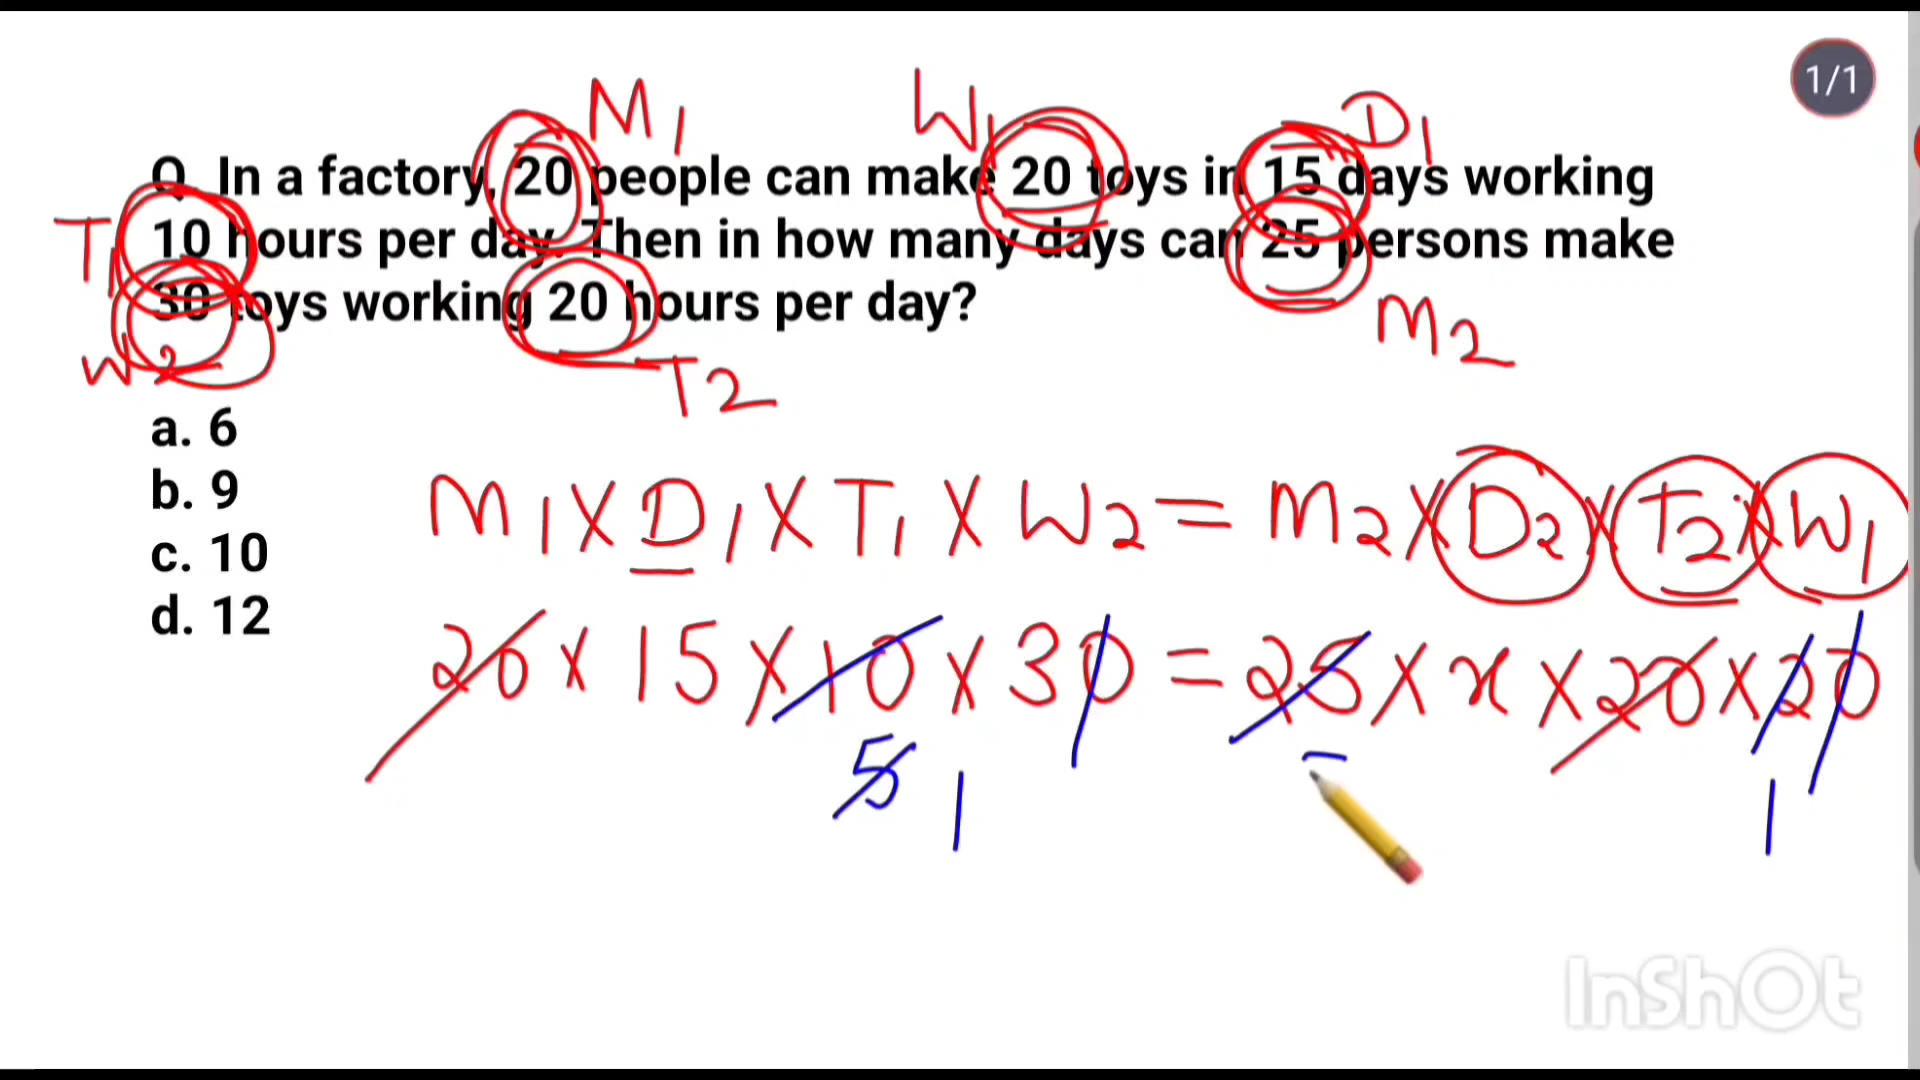 1/1
M1 W1 D1
Q. In a factory, 20 people can make 20 toys in 15 days working
T1 10 hours per day. Then in how many days can 25 persons make
30 toys working 20 hours per day?
W2 T2 M2
a. 6
b. 9
c. 10
d. 12
M1 X D1 X T1 X W2 = M2 X D2 X T2 X W1
20 x 15 x 10 x 30 = 25 x x x 20 x 20
5 1 1
InShOt